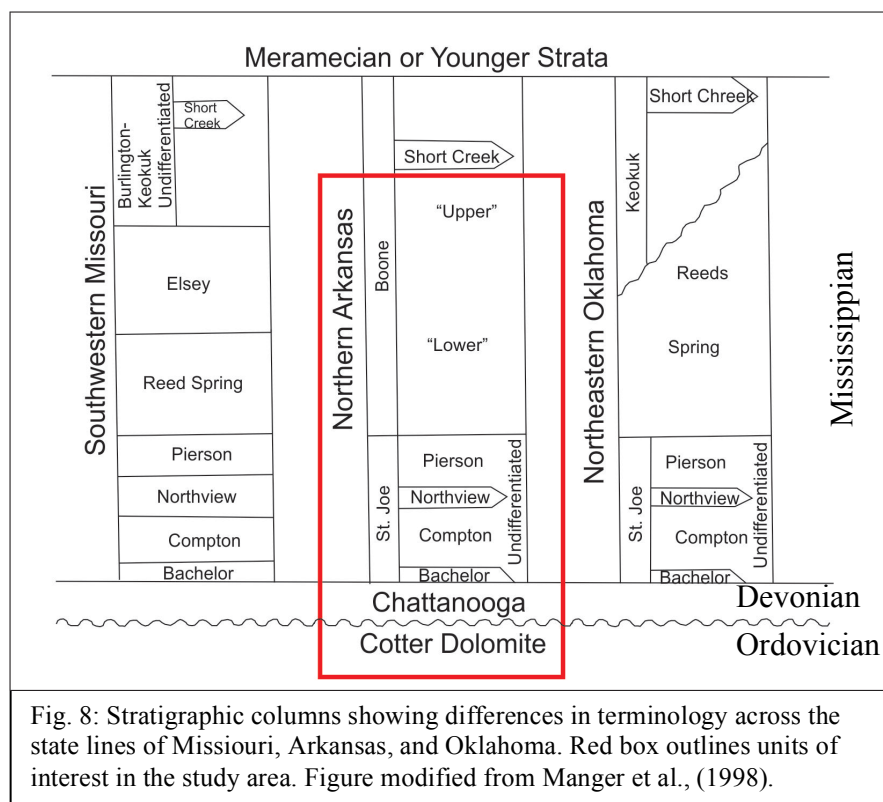 Meramecian or Younger Strata
Southwestern Missouri
Burlington-
Keokuk
Undifferentiated
Short
Creek
Elsey
Reed Spring
Pierson
Northview
Compton
Bachelor
Northern Arkansas
Boone
Short Creek
“Upper”
“Lower”
St. Joe
Pierson
Northview
Compton
Bachelor
Undifferentiated
Northeastern Oklahoma
Keokuk
Short Chreek
Reeds
Spring
St. Joe
Pierson
Northview
Compton
Bachelor
Undifferentiated
Mississippian
Chattanooga
Devonian
Cotter Dolomite
Ordovician
Fig. 8: Stratigraphic columns showing differences in terminology across the
state lines of Missiouri, Arkansas, and Oklahoma. Red box outlines units of
interest in the study area. Figure modified from Manger et al., (1998).